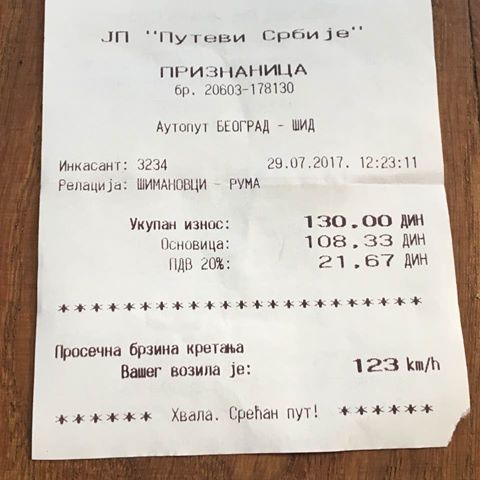 ЈП "Путеви Србије"
ПРИЗНАНИЦА
бр. 20603-178130
Аутопут БЕОГРАД - ШИД
Инкасант: 3234 29.07.2017. 12:23:11
Релација: ШИМАНОВЦИ - РУМА
Укупан износ: 130.00 ДИН
Основица: 108.33 ДИН
ПДВ 20%: 21.67 ДИН
************************************
Просечна брзина кретања
Вашег возила је: 123 km/h
****** Хвала. Срећан пут! ******